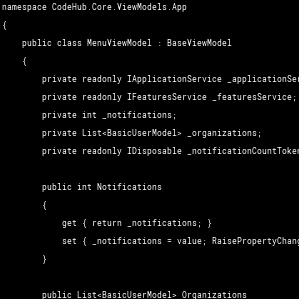 namespace CodeHub.Core.ViewModels.App
{
public class MenuViewModel : BaseViewModel
{
private readonly IApplicationService _applicationSer
private readonly IFeaturesService _featuresService;
private int _notifications;
private List<BasicUserModel> _organizations;
private readonly IDisposable _notificationCountToken
public int Notifications
{
get { return _notifications; }
set { _notifications = value; RaisePropertyChang
}
public List<BasicUserModel> Organizations